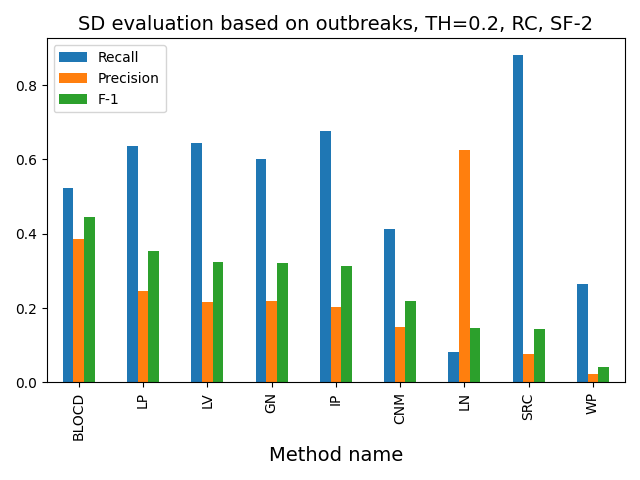 SD evaluation based on outbreaks, TH=0.2, RC, SF-2
Recall
Precision
F-1
0.8
0.6
0.4
0.2
0.0
BLOCD
LP
LV
GN
IP
CNM
LN
SRC
WP
Method name